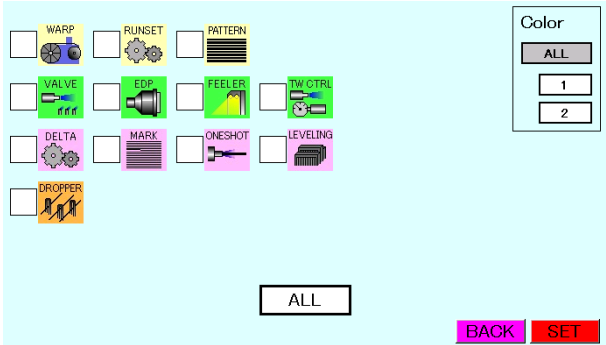 WARP RUNSET PATTERN Color
ALL
VALVE EDP FEELER TW CTRL 1
2
DELTA MARK ONESHOT LEVELING
DROPPER
ALL
BACK SET